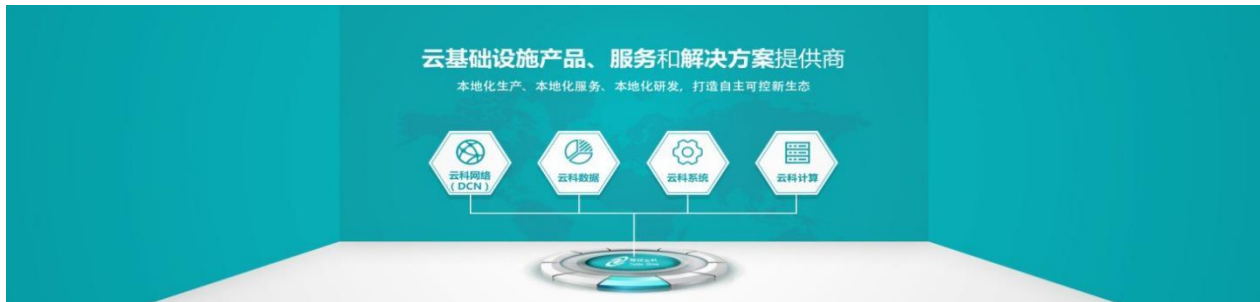 云基础设施产品、服务和解决方案提供商
本地化生产、本地化服务、本地化研发，打造自主可控新生态
云科网络
（DCN）
云科数据
云科系统
云科计算